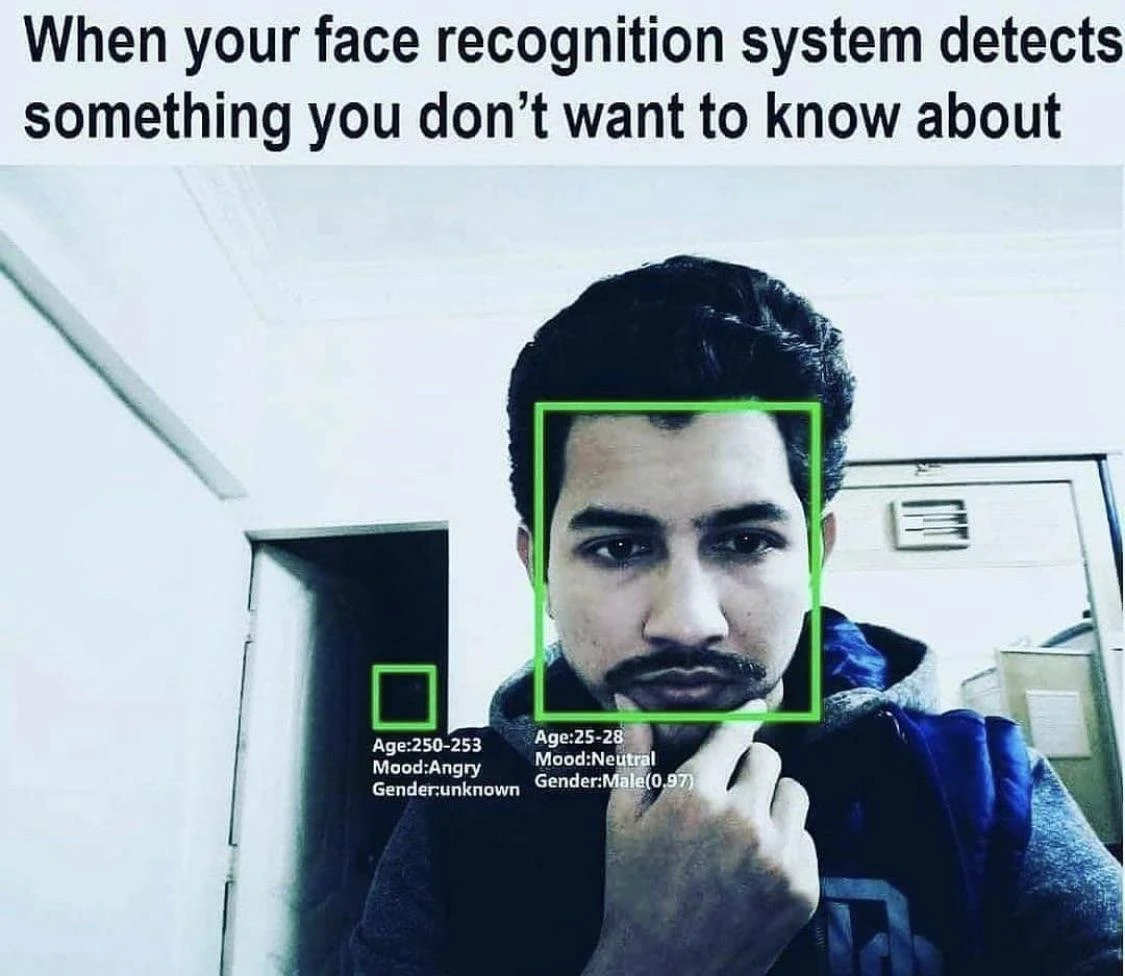 When your face recognition system detects
something you don't want to know about
Age:250-253
Mood:Angry
Gender:unknown
Age:25-28
Mood:Neutral
Gender:Male(0.97)